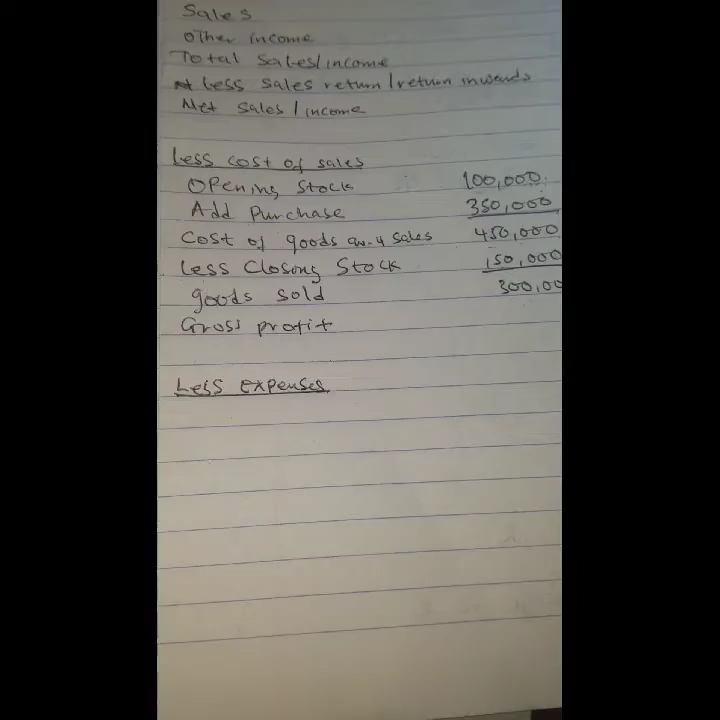 Sales
other income
Total sales/income
Less sales return/return inwards
Net sales/income
Less cost of sales
Opening Stock 100,000
Add Purchase 350,000
Cost of goods av. 4 sales 450,000
Less Closing Stock 150,000
goods sold 300,00
Gross profit
Less expenses